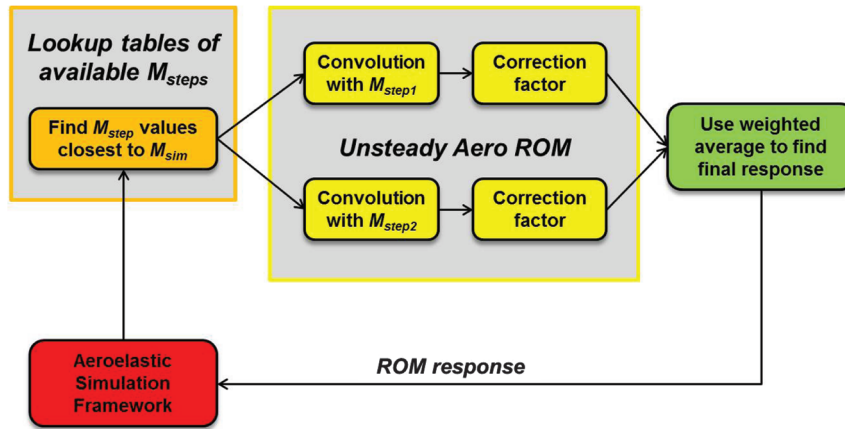 Lookup tables of
available Msteps
Find Mstep values
closest to Msim
Convolution
with Mstep1
Correction
factor
Unsteady Aero ROM
Convolution
with Mstep2
Correction
factor
Use weighted
average to find
final response
ROM response
Aeroelastic
Simulation
Framework